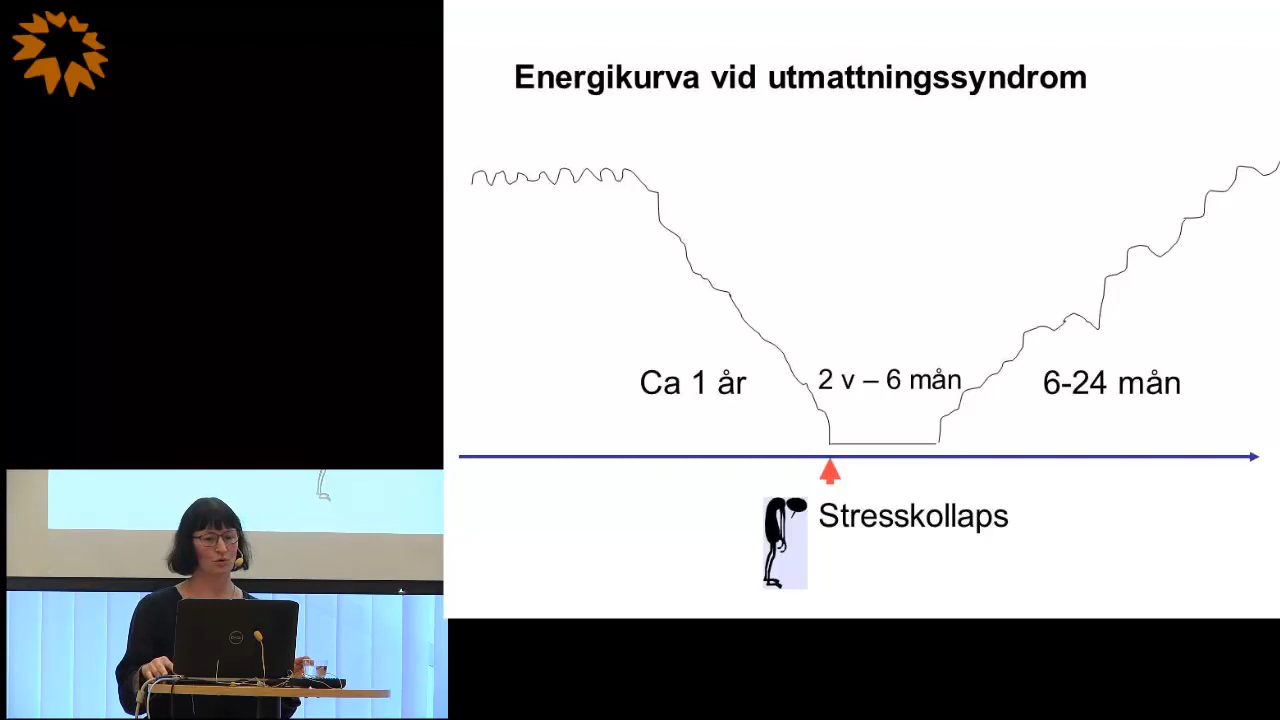 Energikurva vid utmattningssyndrom
Ca 1 år
2 v – 6 mån
6-24 mån
Stresskollaps